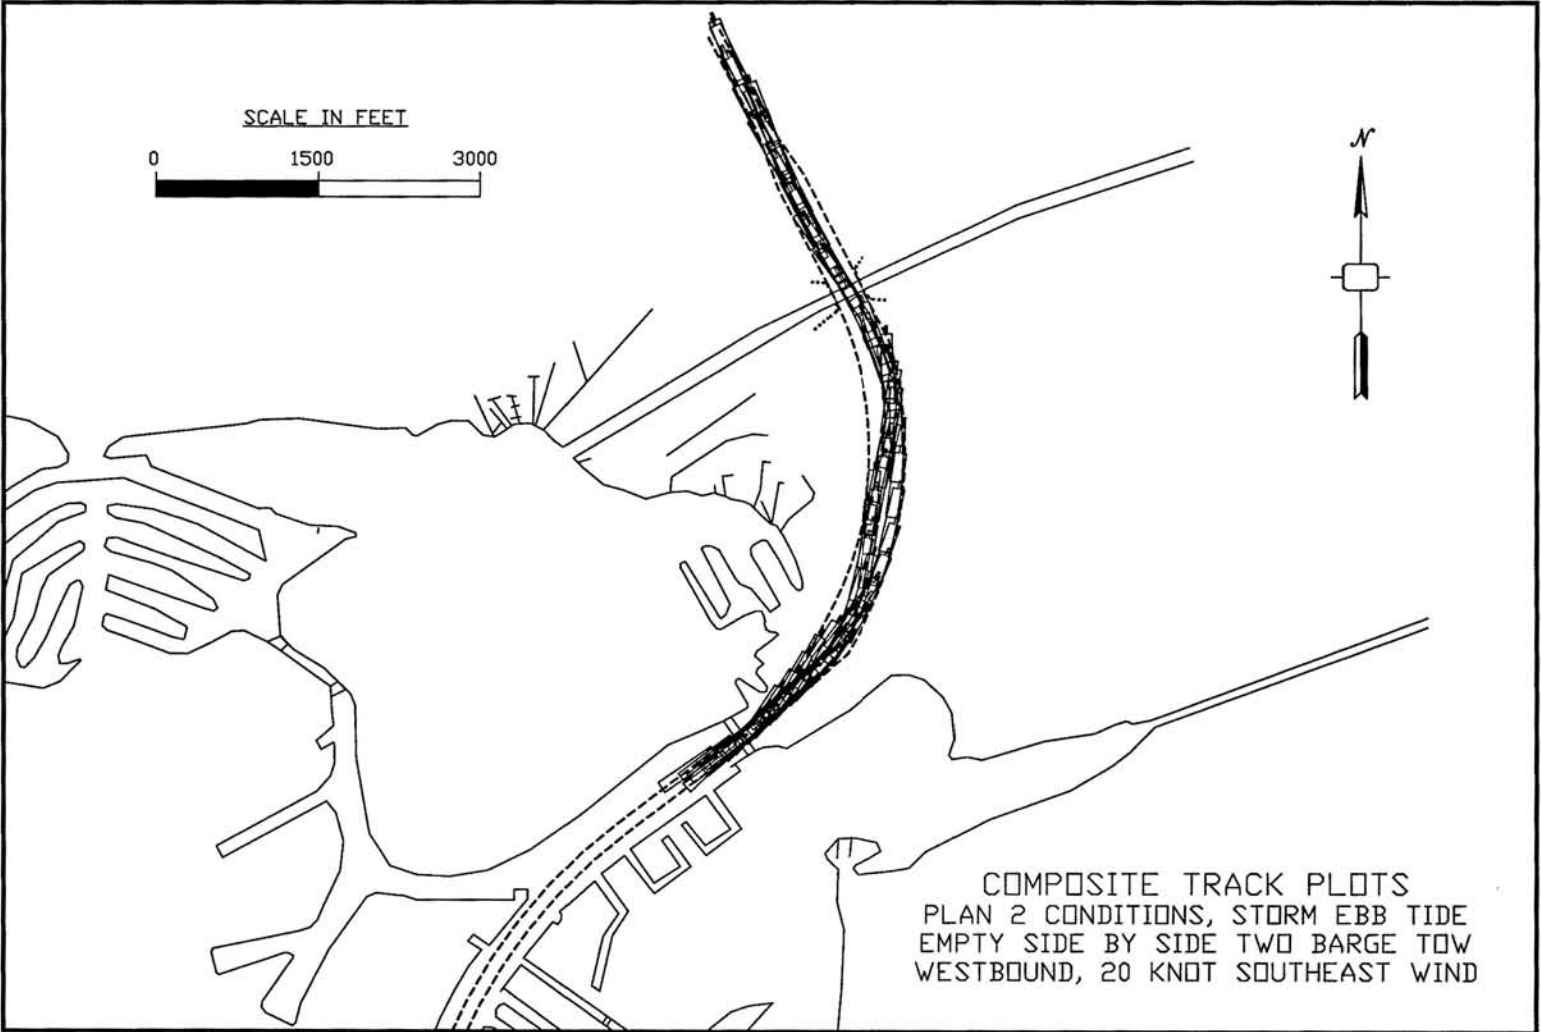 SCALE IN FEET
0 1500 3000
N
COMPOSITE TRACK PLOTS
PLAN 2 CONDITIONS, STORM EBB TIDE
EMPTY SIDE BY SIDE TWO BARGE TOW
WESTBOUND, 20 KNOT SOUTHEAST WIND